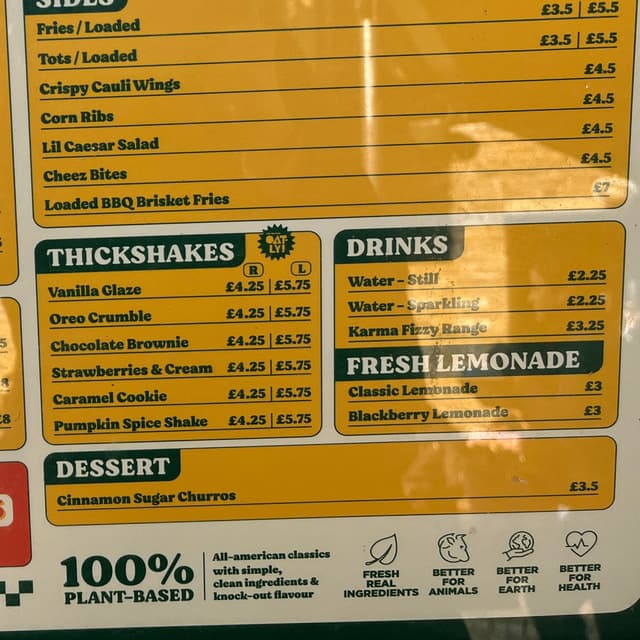 SIDES
Fries / Loaded £3.5 | £5.5
Tots / Loaded £3.5 | £5.5
Crispy Cauli Wings £4.5
Corn Ribs £4.5
Lil Caesar Salad £4.5
Cheez Bites £4.5
Loaded BBQ Brisket Fries £7
THICKSHAKES
OATLY!
R L
Vanilla Glaze £4.25 | £5.75
Oreo Crumble £4.25 | £5.75
Chocolate Brownie £4.25 | £5.75
Strawberries & Cream £4.25 | £5.75
Caramel Cookie £4.25 | £5.75
Pumpkin Spice Shake £4.25 | £5.75
DRINKS
Water - Still £2.25
Water - Sparkling £2.25
Karma Fizzy Range £3.25
FRESH LEMONADE
Classic Lemonade £3
Blackberry Lemonade £3
DESSERT
Cinnamon Sugar Churros £3.5
100%
PLANT-BASED
All-american classics
with simple,
clean ingredients &
knock-out flavour
FRESH
REAL
INGREDIENTS
BETTER
FOR
ANIMALS
BETTER
FOR
EARTH
BETTER
FOR
HEALTH